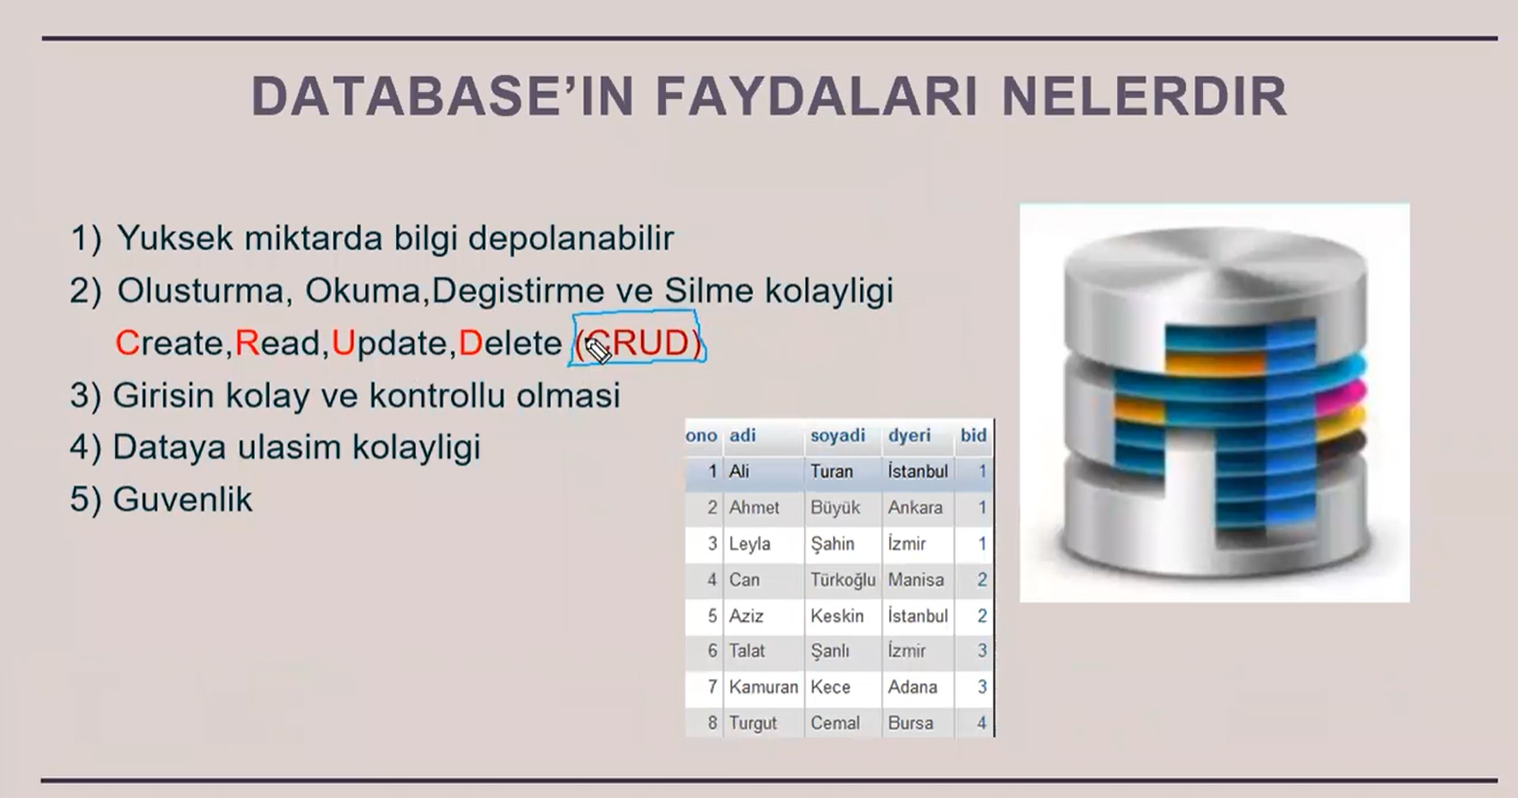 DATABASE'IN FAYDALARI NELERDIR
1) Yuksek miktarda bilgi depolanabilir
2) Olusturma, Okuma,Degistirme ve Silme kolayligi
Create,Read,Update,Delete (CRUD)
3) Girisin kolay ve kontrollu olmasi
4) Dataya ulasim kolayligi
5) Guvenlik
ono adi soyadi dyeri bid
1 Ali Turan İstanbul 1
2 Ahmet Büyük Ankara 1
3 Leyla Şahin İzmir 1
4 Can Türkoğlu Manisa 2
5 Aziz Keskin İstanbul 2
6 Talat Şanlı İzmir 3
7 Kamuran Kece Adana 3
8 Turgut Cemal Bursa 4